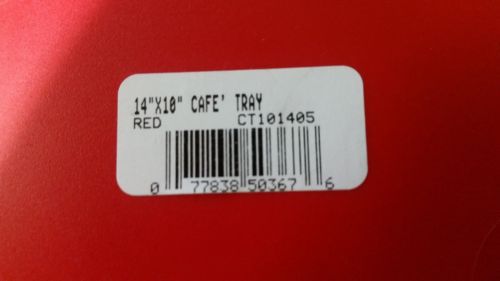 14"X10" CAFE' TRAY
RED CT101405
0 77838 50367 6